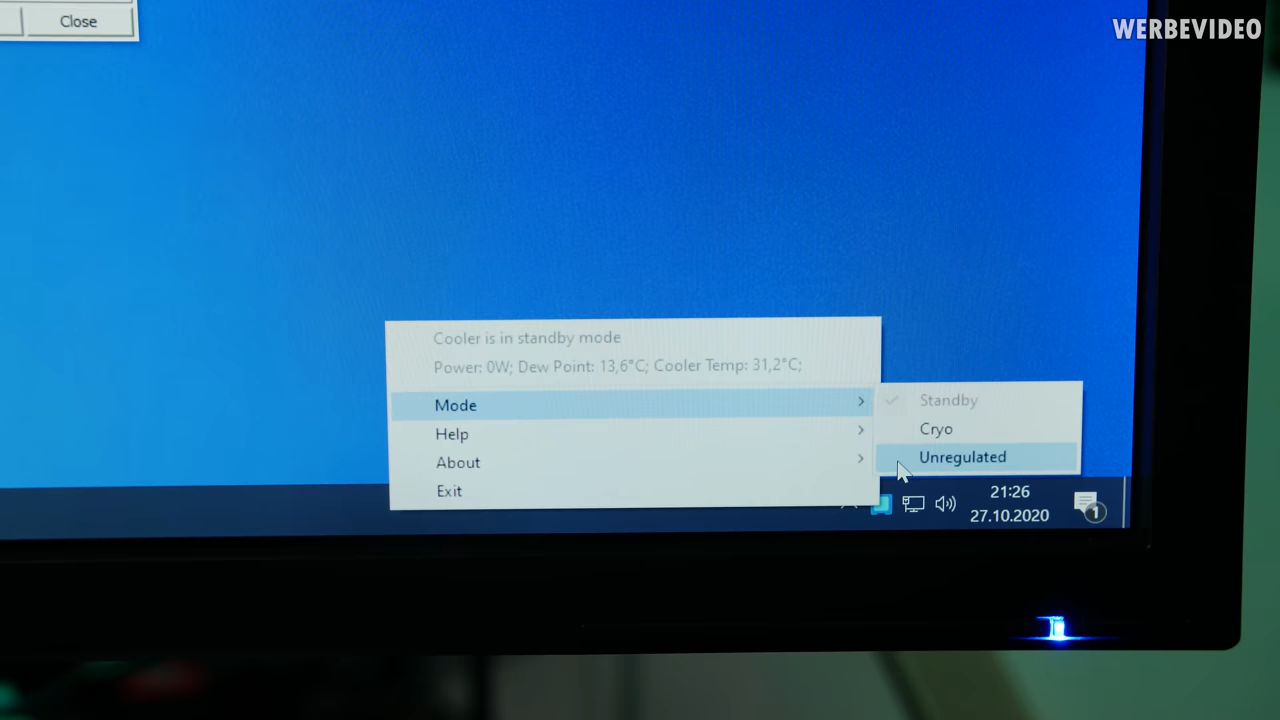 Close
WERBEVIDEO
Cooler is in standby mode
Power: 0W; Dew Point: 13,6°C; Cooler Temp: 31,2°C;
Mode
Help
About
Exit
Standby
Cryo
Unregulated
21:26
27.10.2020
1